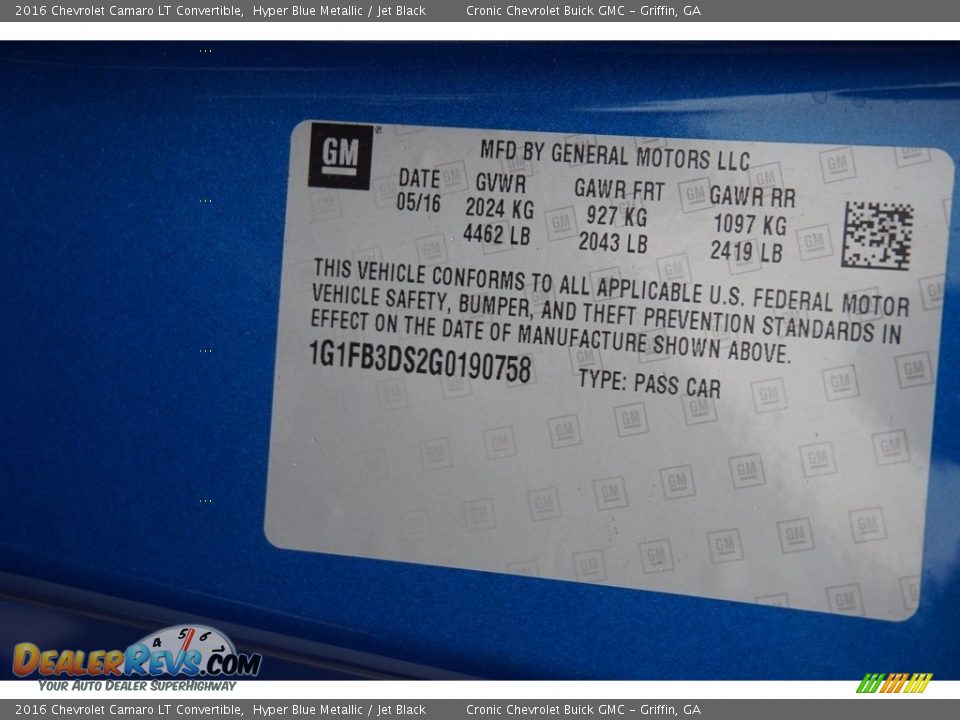 2016 Chevrolet Camaro LT Convertible, Hyper Blue Metallic / Jet Black Cronic Chevrolet Buick GMC - Griffin, GA
GM ®
MFD BY GENERAL MOTORS LLC
DATE GVWR GAWR FRT GAWR RR
05/16 2024 KG 927 KG 1097 KG
4462 LB 2043 LB 2419 LB
THIS VEHICLE CONFORMS TO ALL APPLICABLE U.S. FEDERAL MOTOR
VEHICLE SAFETY, BUMPER, AND THEFT PREVENTION STANDARDS IN
EFFECT ON THE DATE OF MANUFACTURE SHOWN ABOVE.
1G1FB3DS2G0190758 TYPE: PASS CAR
4 5 6
DEALERREVS.COM
YOUR AUTO DEALER SUPERHIGHWAY
2016 Chevrolet Camaro LT Convertible, Hyper Blue Metallic / Jet Black Cronic Chevrolet Buick GMC - Griffin, GA